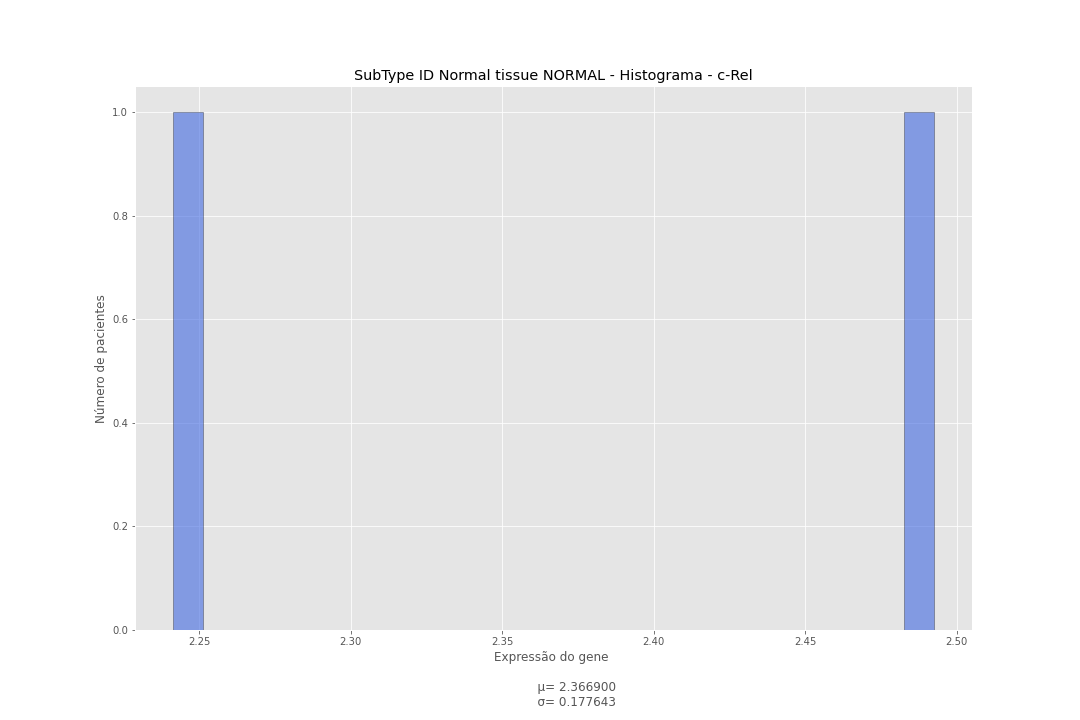 SubType ID Normal tissue NORMAL - Histograma - c-Rel
Número de pacientes
1.0
0.8
0.6
0.4
0.2
0.0
2.25 2.30 2.35 2.40 2.45 2.50
Expressão do gene
μ= 2.366900
σ= 0.177643